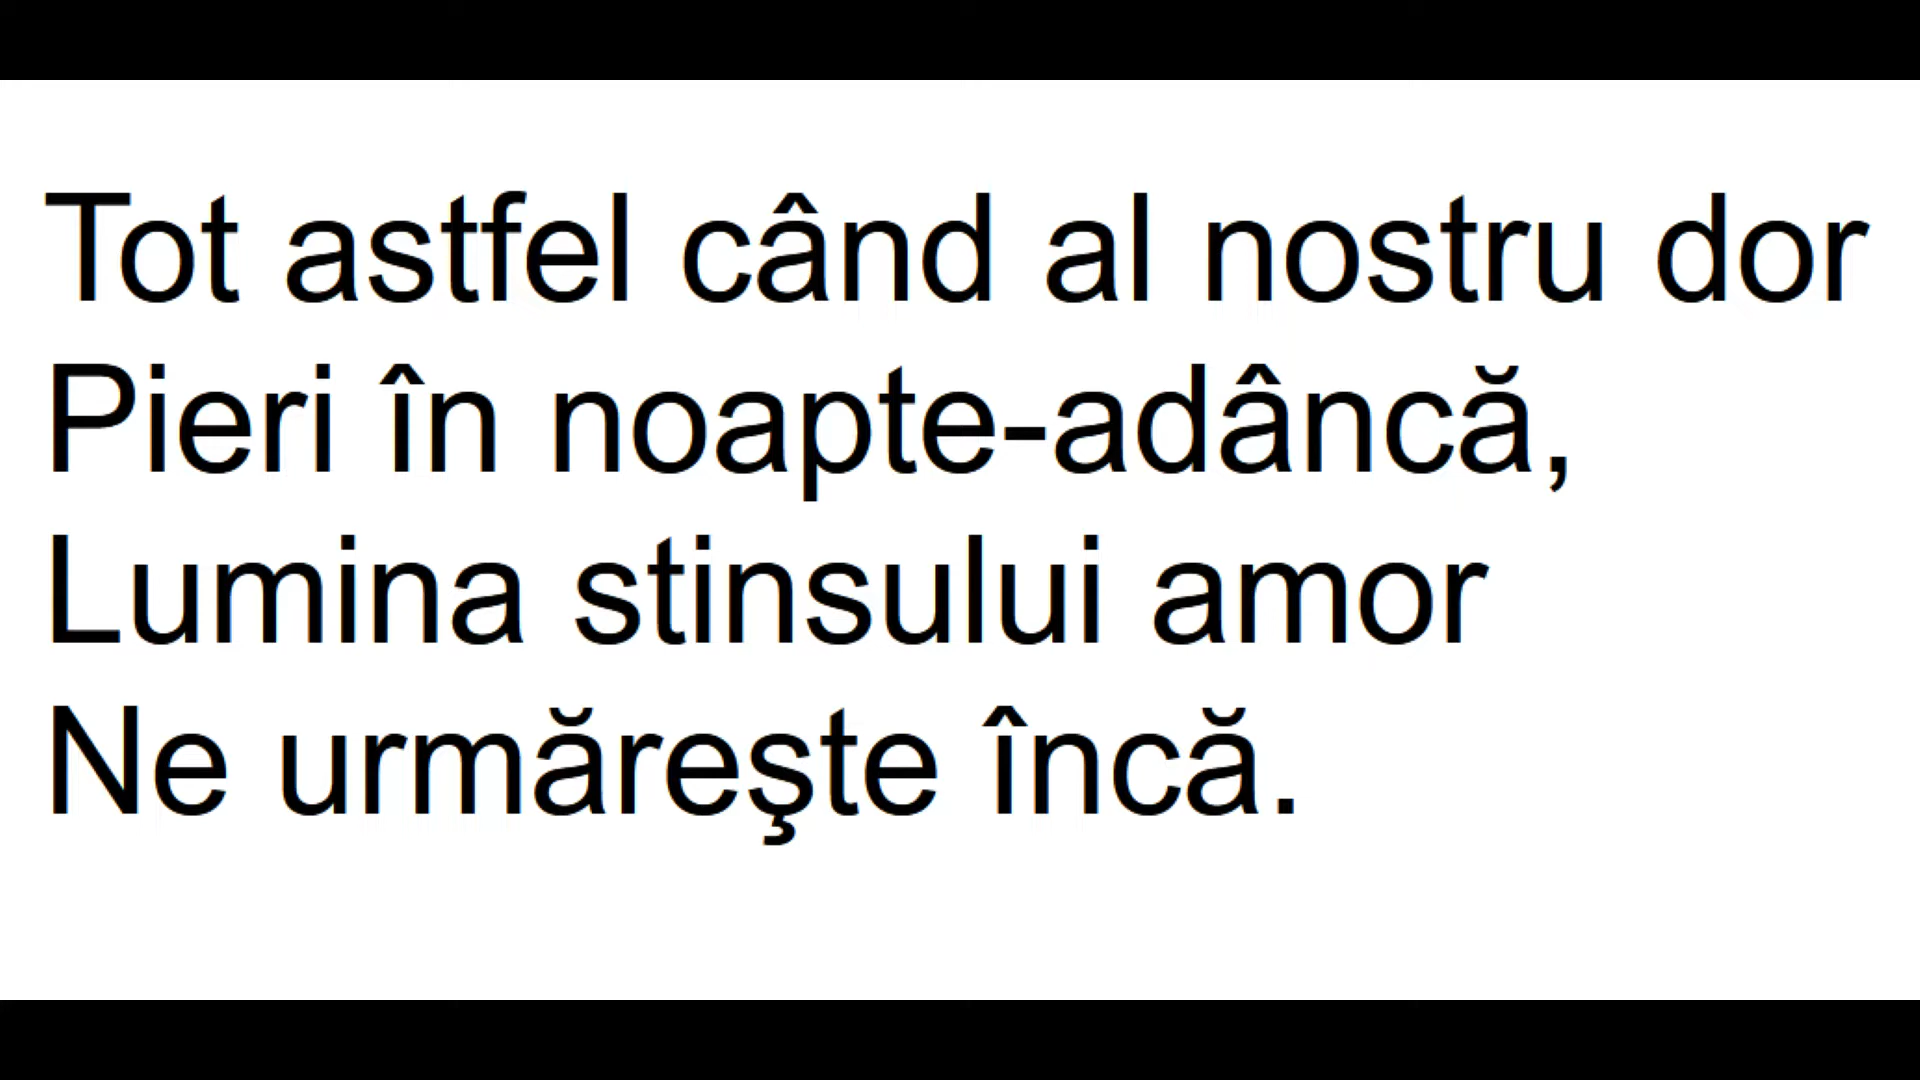 Tot astfel când al nostru dor
Pieri în noapte-adâncă,
Lumina stinsului amor
Ne urmăreşte încă.